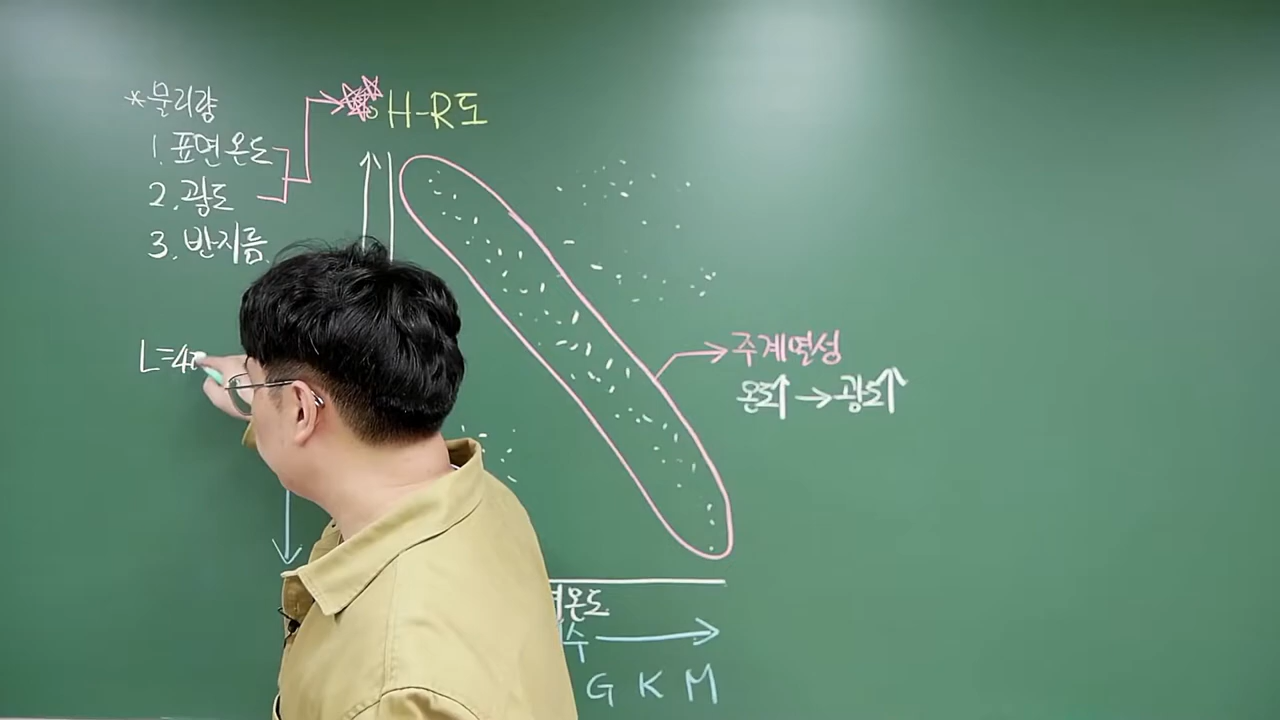 *물리량
1. 표면온도
2. 광도
3. 반지름
H-R도
L=4
주계열성
온도↑→광도↑
온도
수
G K M